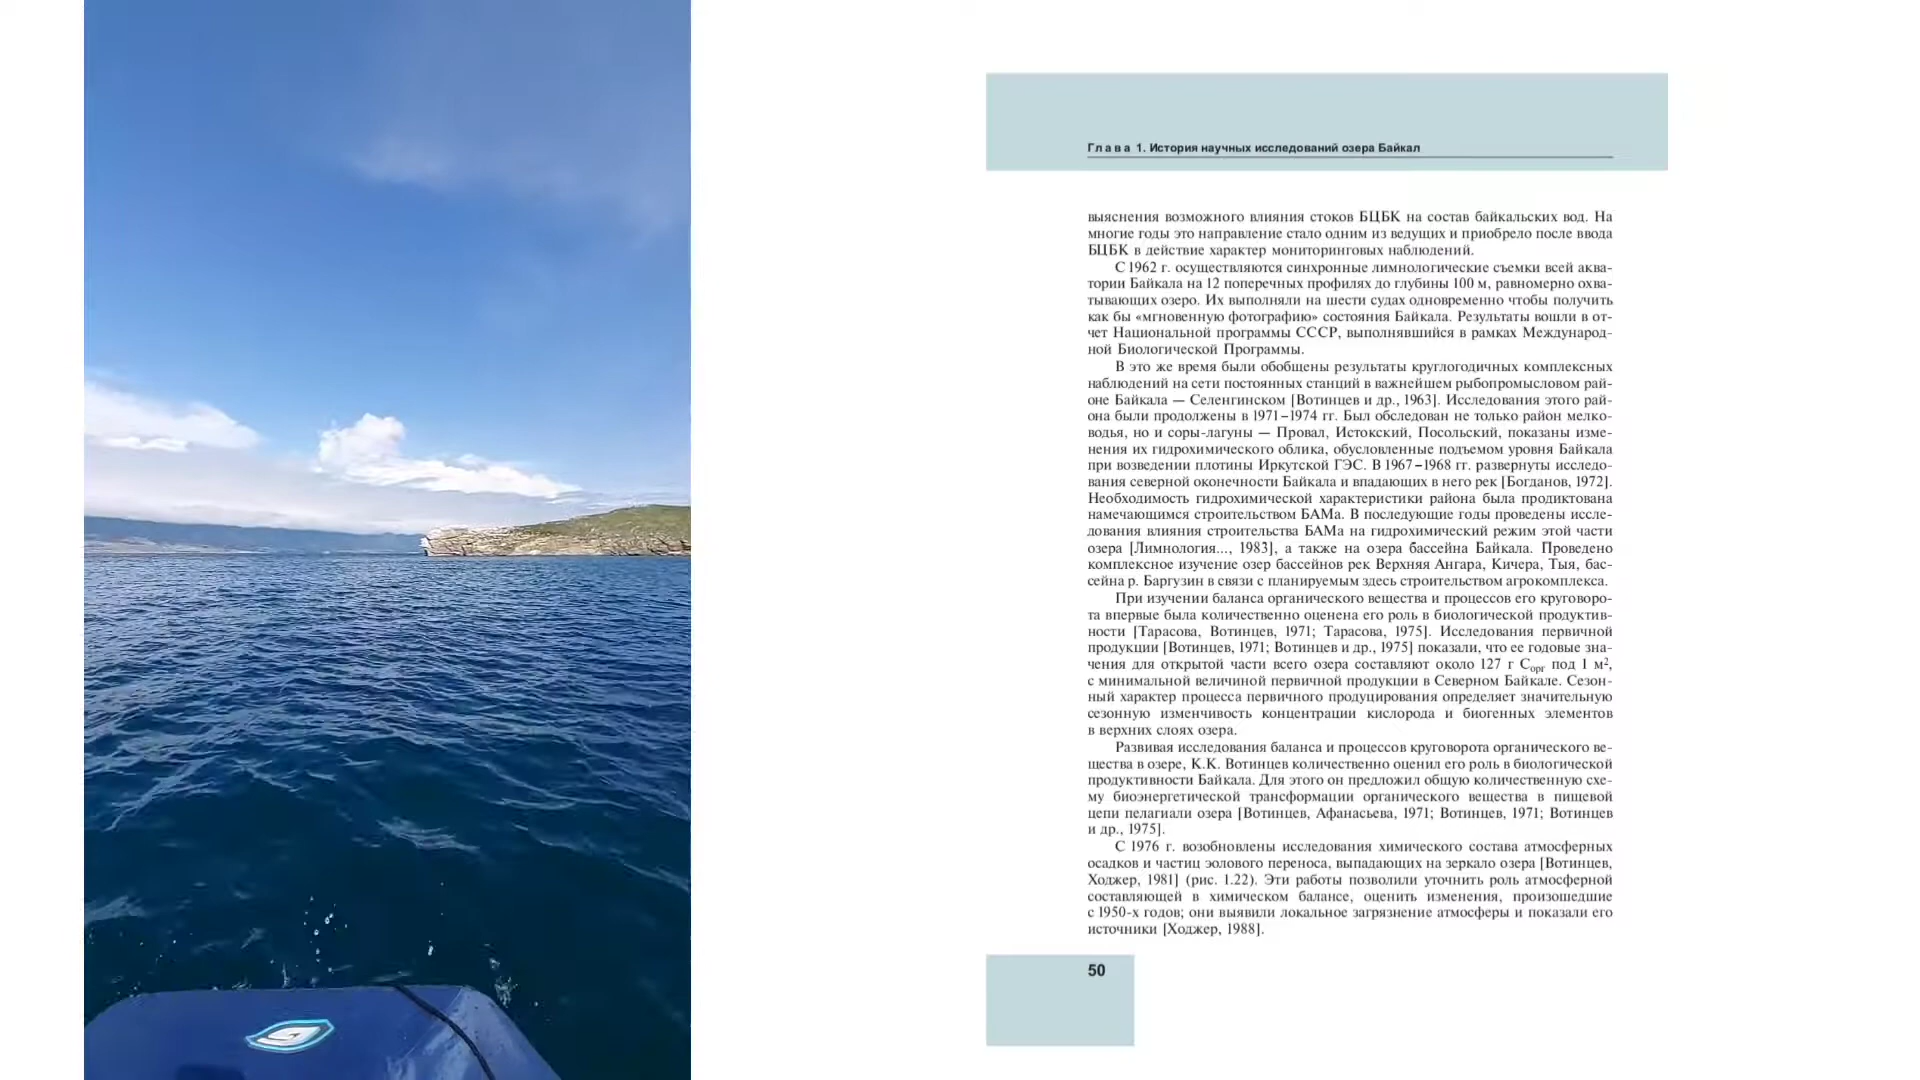 Глава 1. История научных исследований озера Байкал
выяснения возможного влияния стоков БЦБК на состав байкальских вод. На
многие годы это направление стало одним из ведущих и приобрело после ввода
БЦБК в действие характер мониторинговых наблюдений.
С 1962 г. осуществляются синхронные лимнологические съемки всей аква-
тории Байкала на 12 поперечных профилях до глубины 100 м, равномерно охва-
тывающих озеро. Их выполняли на шести судах одновременно чтобы получить
как бы «мгновенную фотографию» состояния Байкала. Результаты вошли в от-
чет Национальной программы СССР, выполнявшийся в рамках Международ-
ной Биологической Программы.
В это же время были обобщены результаты круглогодичных комплексных
наблюдений на сети постоянных станций в важнейшем рыбопромысловом рай-
оне Байкала — Селенгинском [Вотинцев и др., 1963]. Исследования этого рай-
она были продолжены в 1971–1974 гг. Был обследован не только район мелко-
водья, но и соры-лагуны — Провал, Истокский, Посольский, показаны изме-
нения их гидрохимического облика, обусловленные подъемом уровня Байкала
при возведении плотины Иркутской ГЭС. В 1967–1968 гг. развернуты исследо-
вания северной оконечности Байкала и впадающих в него рек [Богданов, 1972].
Необходимость гидрохимической характеристики района была продиктована
намечающимся строительством БАМа. В последующие годы проведены иссле-
дования влияния строительства БАМа на гидрохимический режим этой части
озера [Лимнология..., 1983], а также на озера бассейна Байкала. Проведено
комплексное изучение озер бассейнов рек Верхняя Ангара, Кичера, Тыя, бас-
сейна р. Баргузин в связи с планируемым здесь строительством агрокомплекса.
При изучении баланса органического вещества и процессов его круговоро-
та впервые была количественно оценена его роль в биологической продуктив-
ности [Тарасова, Вотинцев, 1971; Тарасова, 1975]. Исследования первичной
продукции [Вотинцев, 1971; Вотинцев и др., 1975] показали, что ее годовые зна-
чения для открытой части всего озера составляют около 127 г Сорг под 1 м²,
с минимальной величиной первичной продукции в Северном Байкале. Сезон-
ный характер процесса первичного продуцирования определяет значительную
сезонную изменчивость концентрации кислорода и биогенных элементов
в верхних слоях озера.
Развивая исследования баланса и процессов круговорота органического ве-
щества в озере, К.К. Вотинцев количественно оценил его роль в биологической
продуктивности Байкала. Для этого он предложил общую количественную схе-
му биоэнергетической трансформации органического вещества в пищевой
цепи пелагиали озера [Вотинцев, Афанасьева, 1971; Вотинцев, 1971; Вотинцев
и др., 1975].
С 1976 г. возобновлены исследования химического состава атмосферных
осадков и частиц эолового переноса, выпадающих на зеркало озера [Вотинцев,
Ходжер, 1981] (рис. 1.22). Эти работы позволили уточнить роль атмосферной
составляющей в химическом балансе, оценить изменения, произошедшие
с 1950-х годов; они выявили локальное загрязнение атмосферы и показали его
источники [Ходжер, 1988].
50